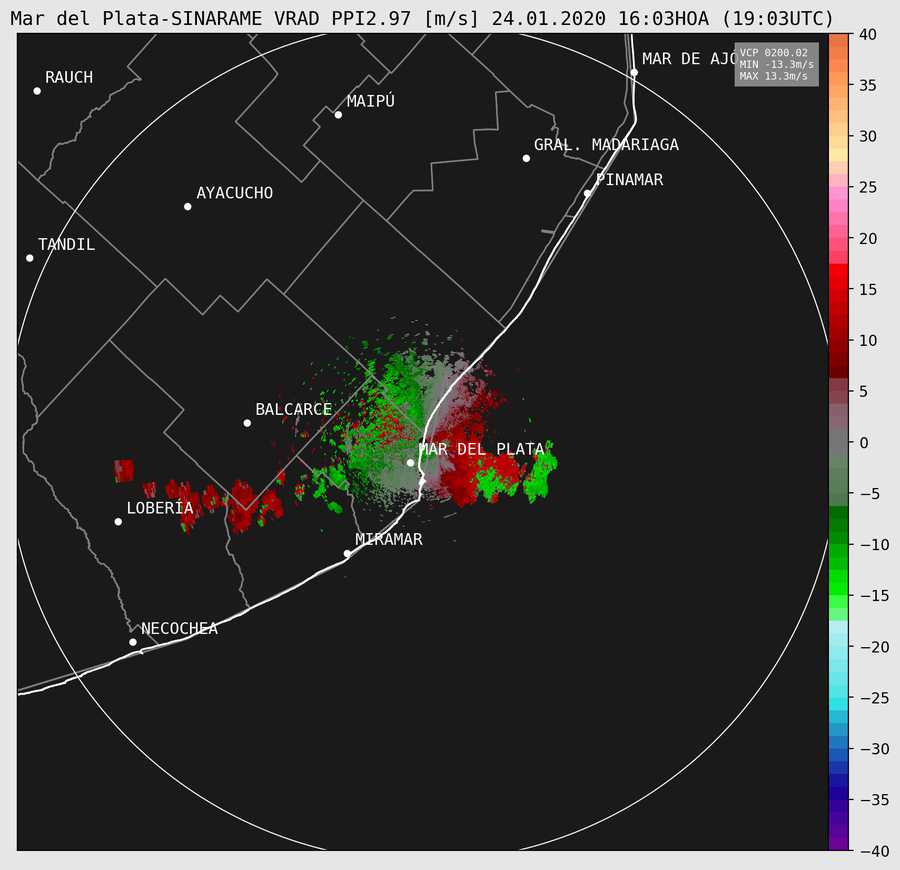 Mar del Plata-SINARAME VRAD PPI2.97 [m/s] 24.01.2020 16:03HOA (19:03UTC)
VCP 0200.02
MIN -13.3m/s
MAX 13.3m/s
MAR DE AJÓ
RAUCH
MAIPÚ
GRAL. MADARIAGA
PINAMAR
AYACUCHO
TANDIL
BALCARCE
MAR DEL PLATA
LOBERÍA
MIRAMAR
NECOCHEA
40
35
30
25
20
15
10
5
0
−5
−10
−15
−20
−25
−30
−35
−40